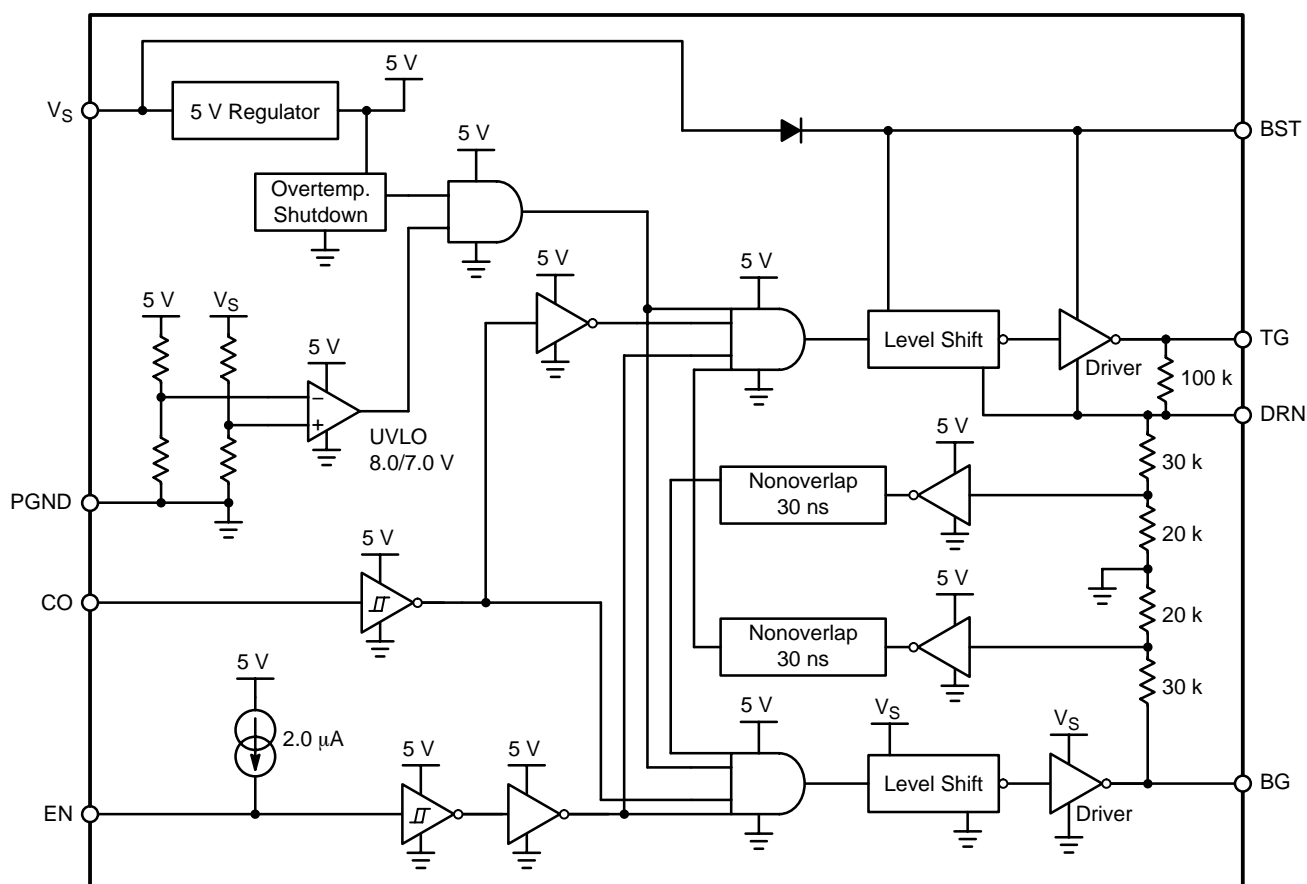 5 V
5 V
VS
5 V Regulator
5 V
BST
Overtemp.
Shutdown
5 V
5 V
5 V
VS
5 V
Level Shift
TG
Driver
100 k
−
+
DRN
UVLO
8.0/7.0 V
5 V
30 k
Nonoverlap
30 ns
PGND
20 k
5 V
5 V
CO
20 k
Nonoverlap
30 ns
5 V
30 k
5 V
VS
VS
2.0 µA
5 V
5 V
Level Shift
BG
EN
Driver